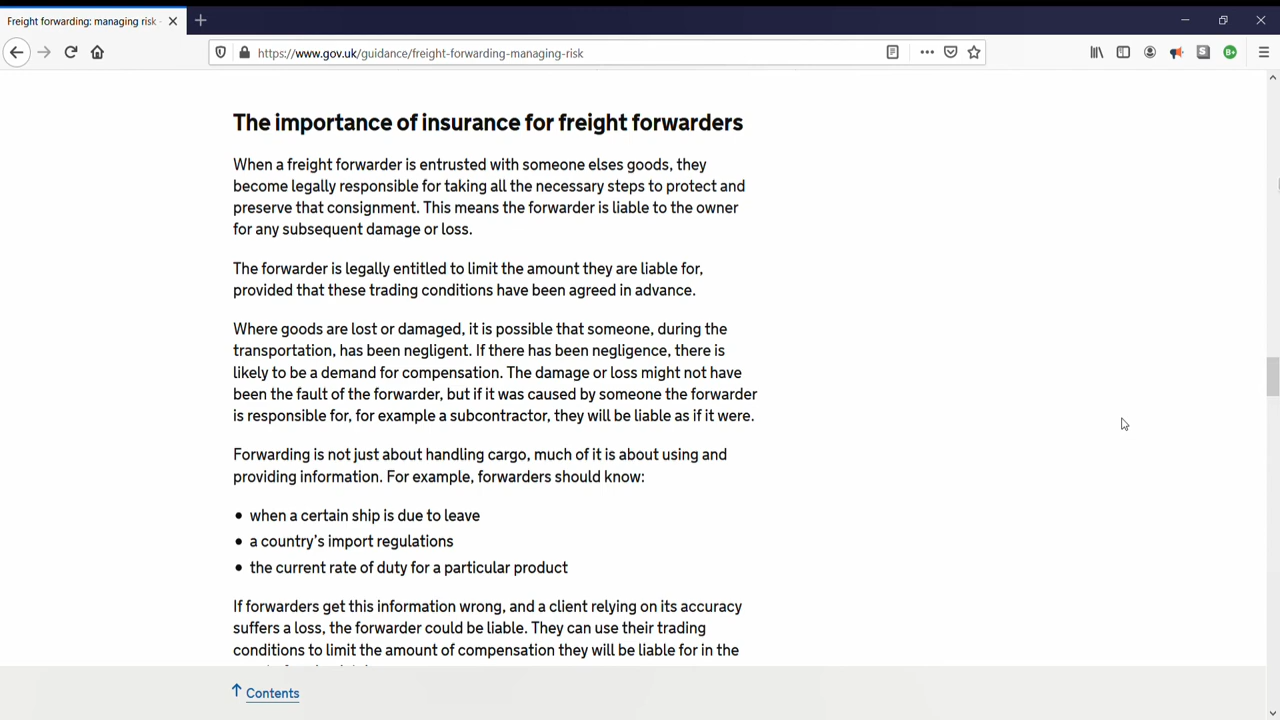 Freight forwarding: managing risk -
https://www.gov.uk/guidance/freight-forwarding-managing-risk
The importance of insurance for freight forwarders
When a freight forwarder is entrusted with someone elses goods, they
become legally responsible for taking all the necessary steps to protect and
preserve that consignment. This means the forwarder is liable to the owner
for any subsequent damage or loss.
The forwarder is legally entitled to limit the amount they are liable for,
provided that these trading conditions have been agreed in advance.
Where goods are lost or damaged, it is possible that someone, during the
transportation, has been negligent. If there has been negligence, there is
likely to be a demand for compensation. The damage or loss might not have
been the fault of the forwarder, but if it was caused by someone the forwarder
is responsible for, for example a subcontractor, they will be liable as if it were.
Forwarding is not just about handling cargo, much of it is about using and
providing information. For example, forwarders should know:
• when a certain ship is due to leave
• a country’s import regulations
• the current rate of duty for a particular product
If forwarders get this information wrong, and a client relying on its accuracy
suffers a loss, the forwarder could be liable. They can use their trading
conditions to limit the amount of compensation they will be liable for in the
Contents